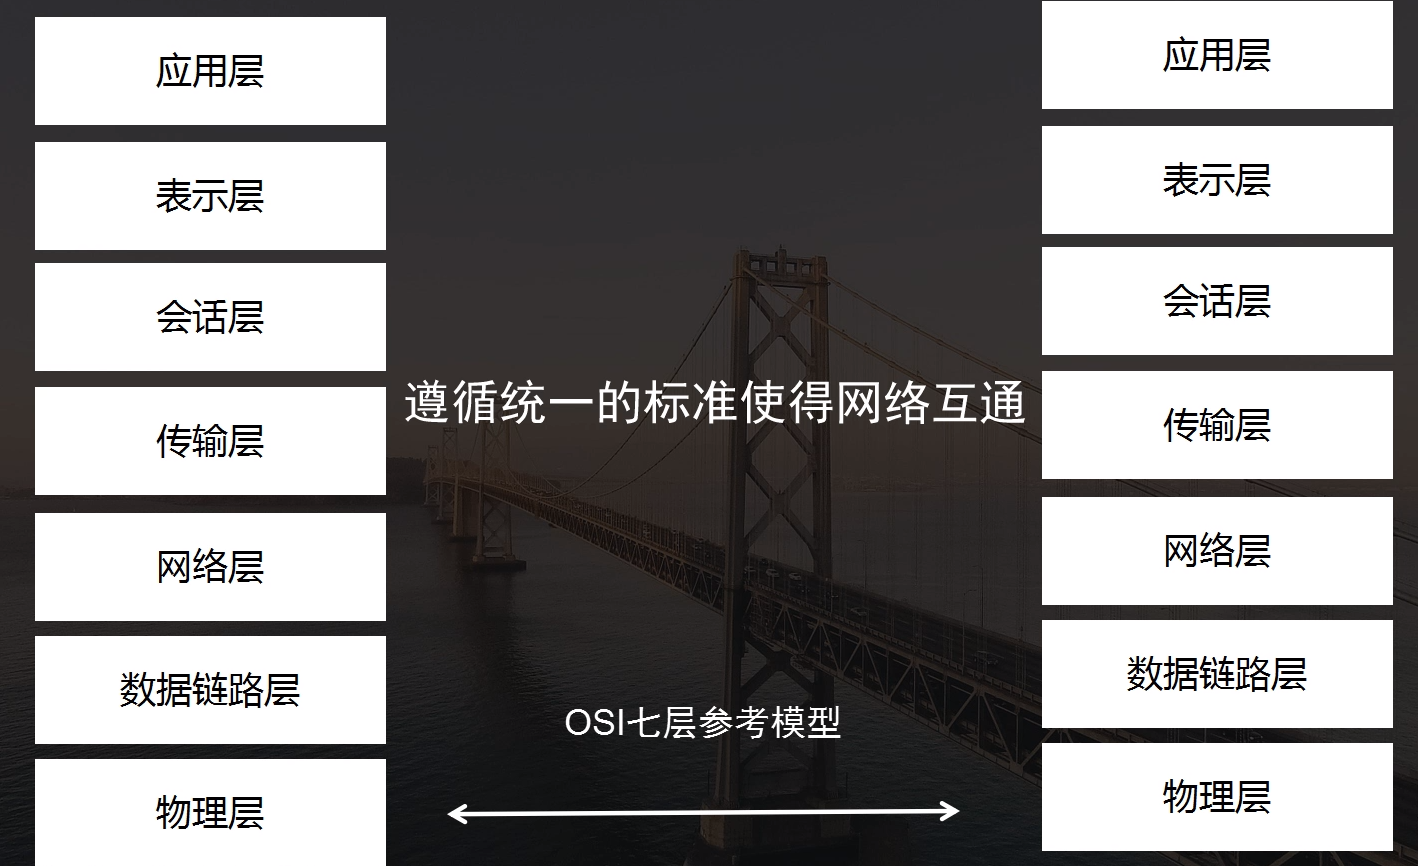 应用层
表示层
会话层
传输层
网络层
数据链路层
物理层
遵循统一的标准使得网络互通
OSI七层参考模型
应用层
表示层
会话层
传输层
网络层
数据链路层
物理层